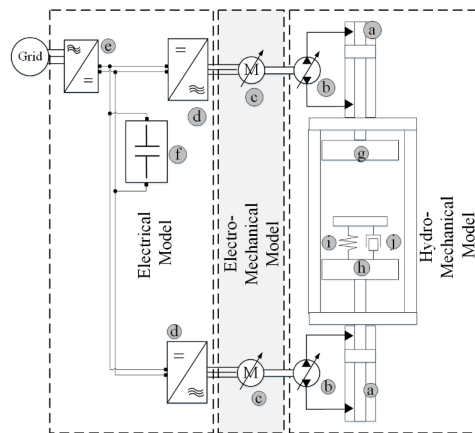 Grid
e
d
M
c
b
a
f
g
i
j
h
Electrical
Model
Electro-
Mechanical
Model
Hydro-
Mechanical
Model
d
M
c
b
a